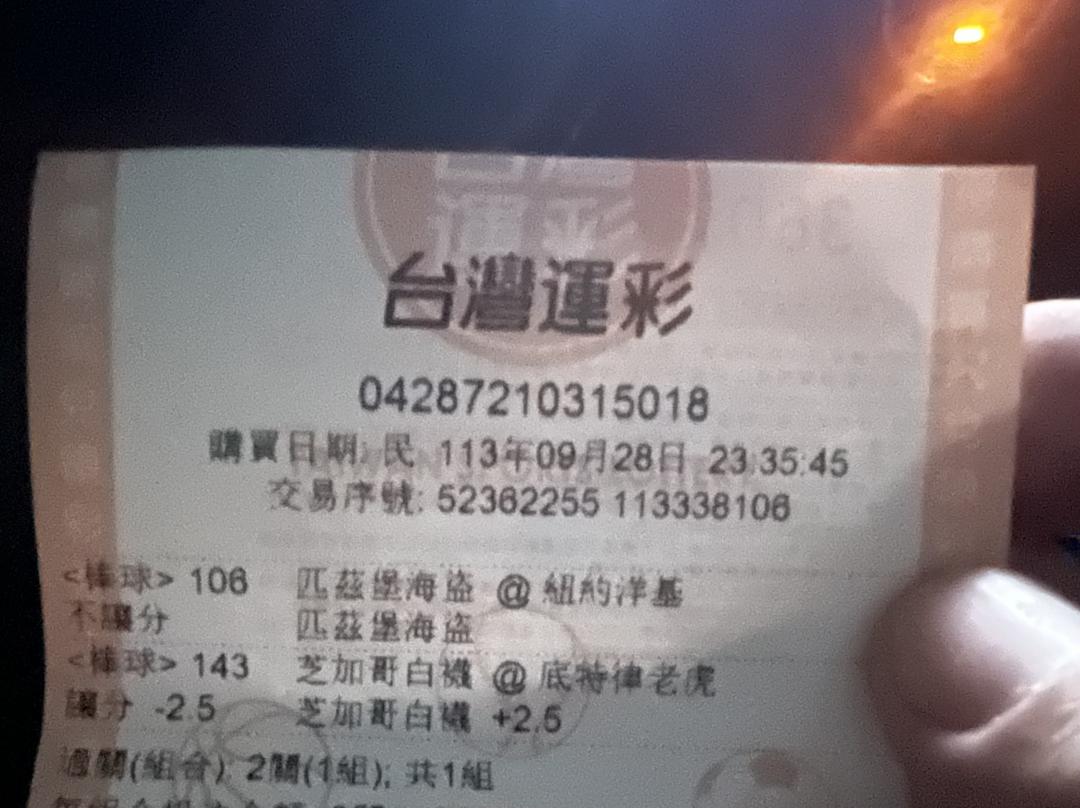 台灣
運彩
台灣運彩
04287210315018
購買日期: 民 113年09月28日 23:35:45
交易序號: 52362255 113338106
<棒球> 106 匹茲堡海盜 @ 紐約洋基
不讓分 匹茲堡海盜
<棒球> 143 芝加哥白襪 @ 底特律老虎
讓分 -2.5 芝加哥白襪 +2.5
過關(組合): 2關(1組); 共1組